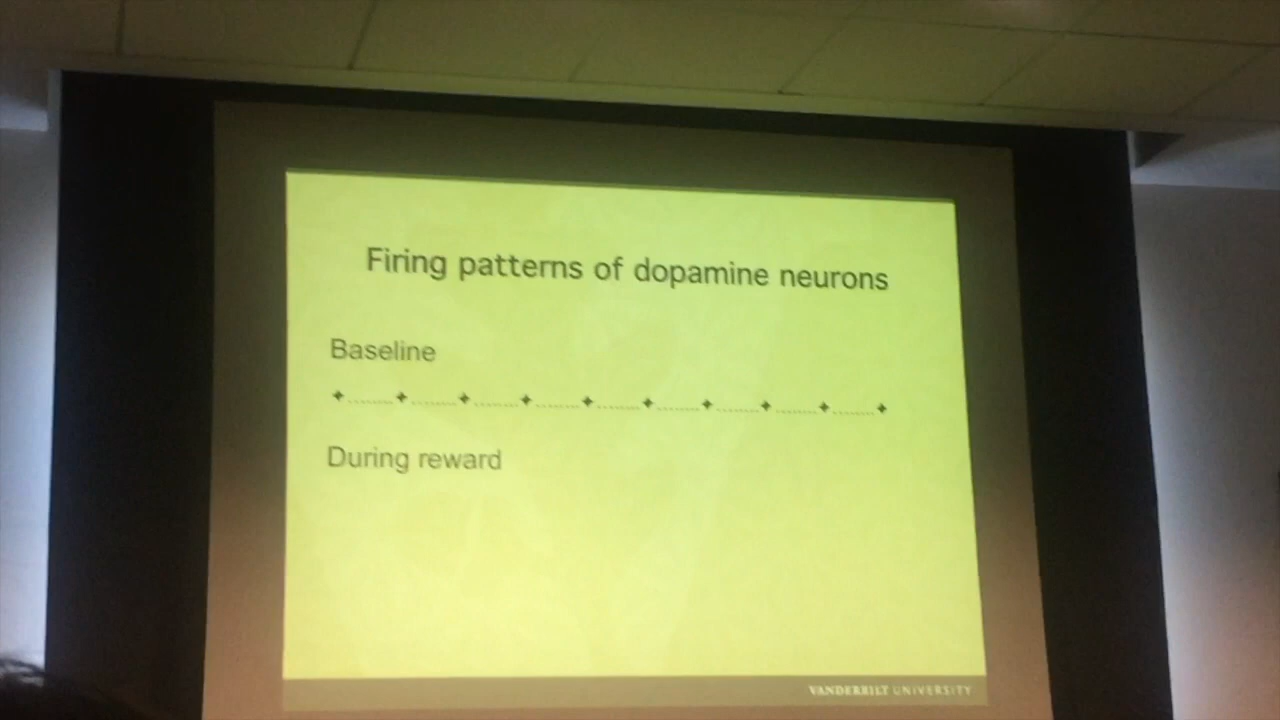 Firing patterns of dopamine neurons
Baseline
+.........+.........+.........+.........+.........+.........+.........+.........+.........+
During reward
VANDERBILT UNIVERSITY